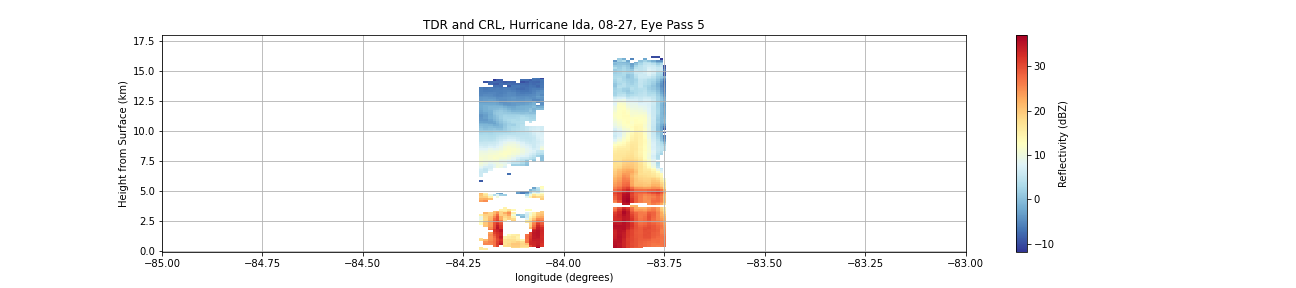 TDR and CRL, Hurricane Ida, 08-27, Eye Pass 5
Height from Surface (km)
17.5
15.0
12.5
10.0
7.5
5.0
2.5
0.0
−85.00 −84.75 −84.50 −84.25 −84.00 −83.75 −83.50 −83.25 −83.00
longitude (degrees)
30
20
10
0
−10
Reflectivity (dBZ)